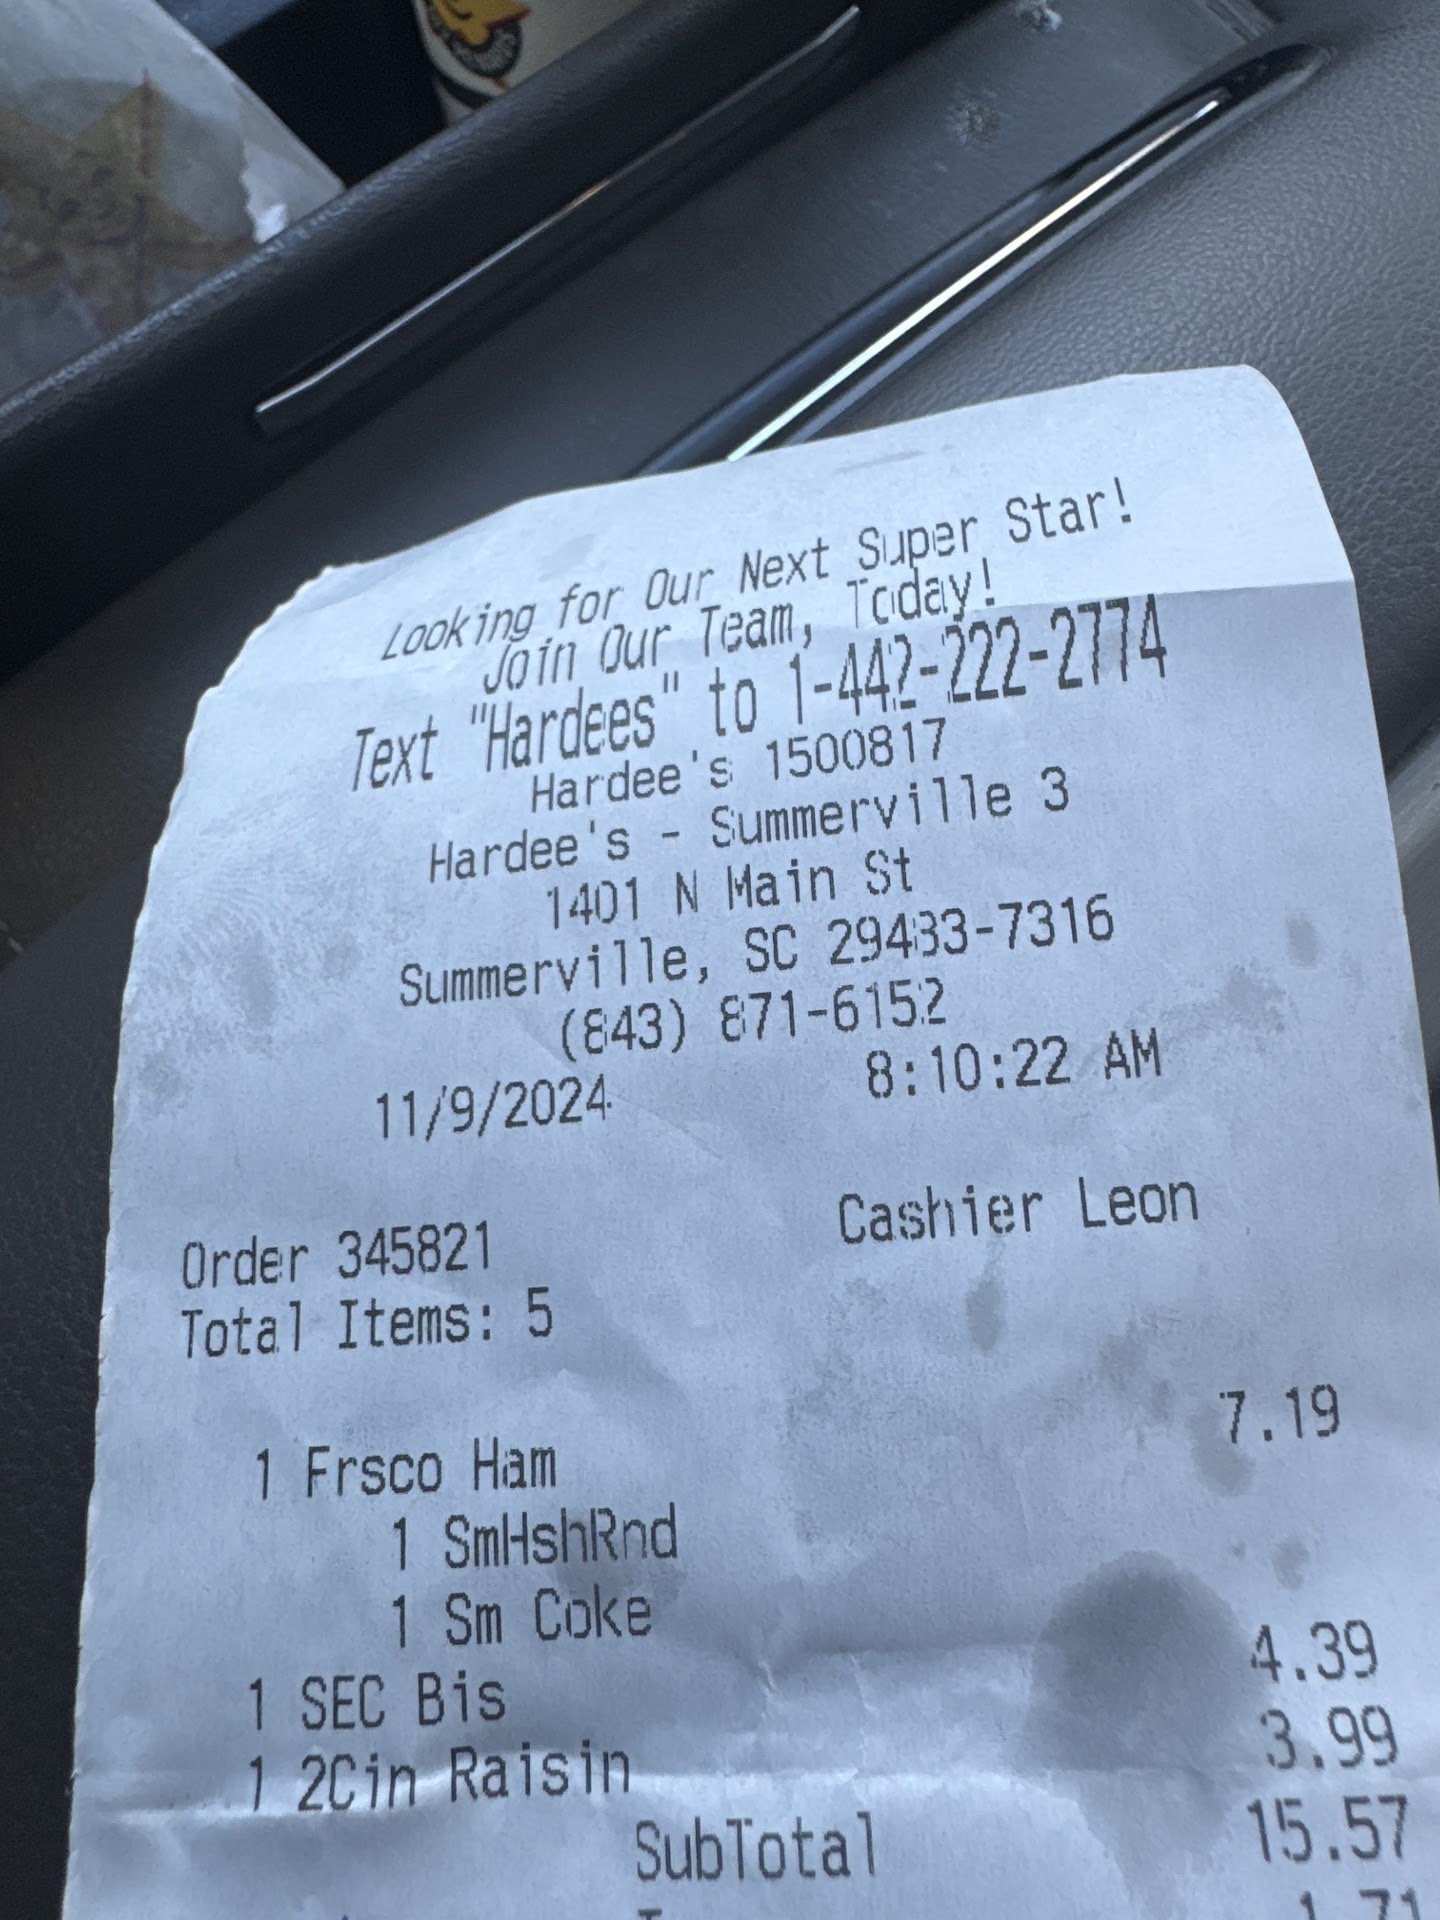 Looking for Our Next Super Star!
Join Our Team, Today!
Text "Hardees" to 1-442-222-2774
Hardee's 1500817
Hardee's - Summerville 3
1401 N Main St
Summerville, SC 29483-7316
(843) 871-6152
11/9/2024 8:10:22 AM
Order 345821 Cashier Leon
Total Items: 5
1 Frsco Ham 7.19
1 SmHshRnd
1 Sm Coke
1 SEC Bis 4.39
1 2Cin Raisin 3.99
SubTotal 15.57
1.71